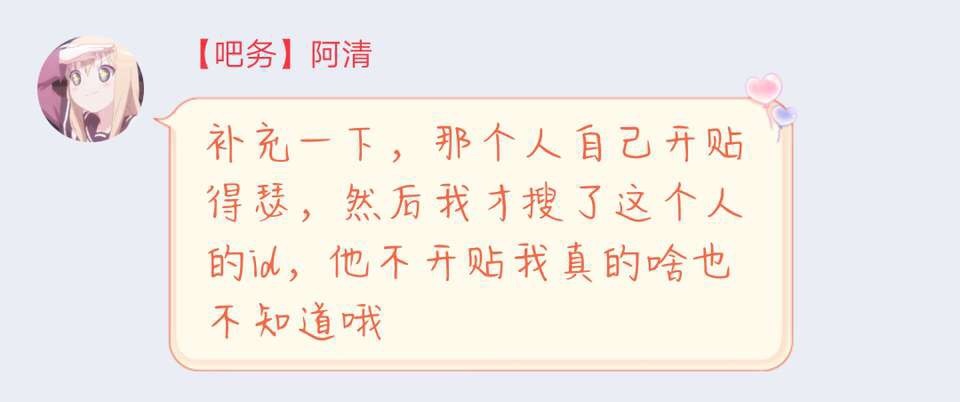 【吧务】阿清
补充一下，那个人自己开贴
得瑟，然后我才搜了这个人
的id，他不开贴我真的啥也
不知道哦